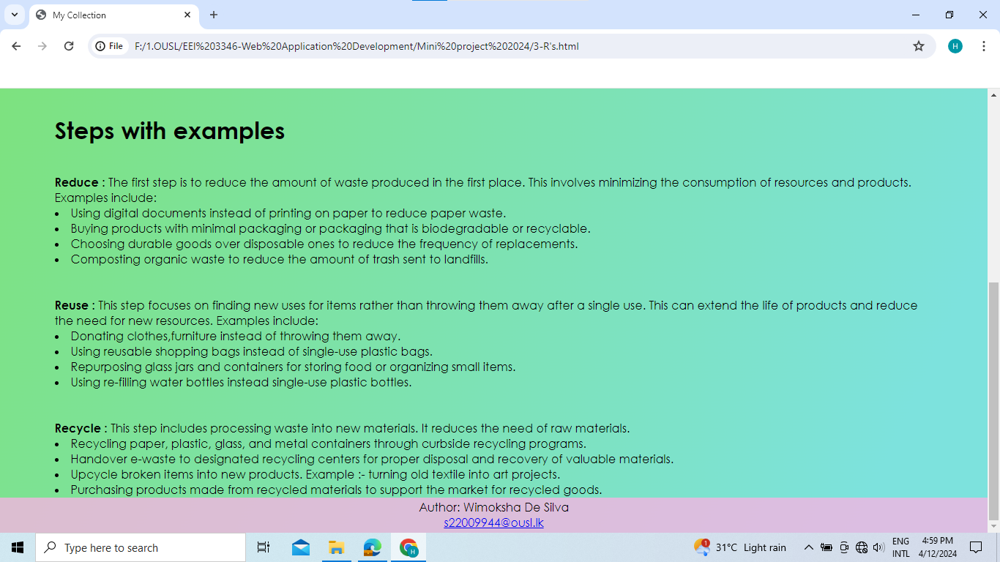 My Collection
File
F:/1.OUSL/EEI%203346-Web%20Application%20Development/Mini%20project%202024/3-R's.html
H
Steps with examples
Reduce : The first step is to reduce the amount of waste produced in the first place. This involves minimizing the consumption of resources and products.
Examples include:
• Using digital documents instead of printing on paper to reduce paper waste.
• Buying products with minimal packaging or packaging that is biodegradable or recyclable.
• Choosing durable goods over disposable ones to reduce the frequency of replacements.
• Composting organic waste to reduce the amount of trash sent to landfills.
Reuse : This step focuses on finding new uses for items rather than throwing them away after a single use. This can extend the life of products and reduce
the need for new resources. Examples include:
• Donating clothes,furniture instead of throwing them away.
• Using reusable shopping bags instead of single-use plastic bags.
• Repurposing glass jars and containers for storing food or organizing small items.
• Using re-filling water bottles instead single-use plastic bottles.
Recycle : This step includes processing waste into new materials. It reduces the need of raw materials.
• Recycling paper, plastic, glass, and metal containers through curbside recycling programs.
• Handover e-waste to designated recycling centers for proper disposal and recovery of valuable materials.
• Upcycle broken items into new products. Example :- turning old textile into art projects.
• Purchasing products made from recycled materials to support the market for recycled goods.
Author: Wimoksha De Silva
s22009944@ousl.lk
Type here to search
H
1
31°C Light rain
ENG
INTL
4:59 PM
4/12/2024